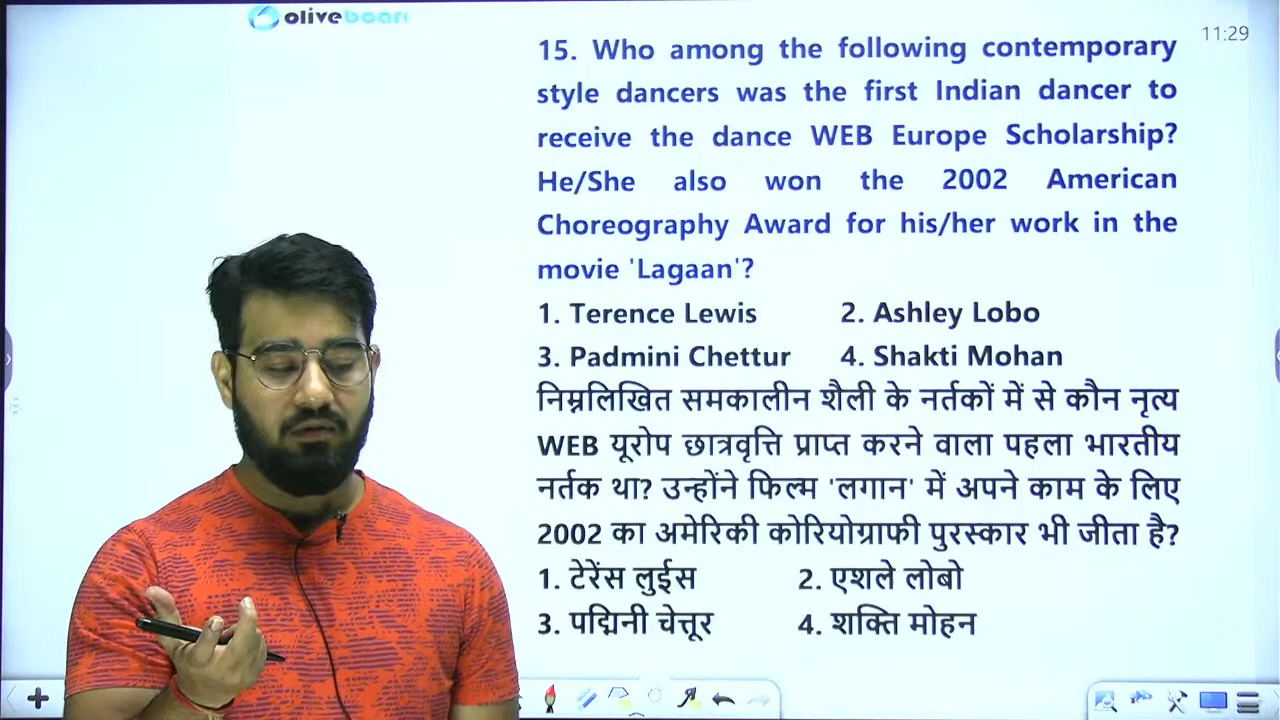 oliveboar
11:29
15. Who among the following contemporary
style dancers was the first Indian dancer to
receive the dance WEB Europe Scholarship?
He/She also won the 2002 American
Choreography Award for his/her work in the
movie 'Lagaan'?
1. Terence Lewis 2. Ashley Lobo
3. Padmini Chettur 4. Shakti Mohan
निम्नलिखित समकालीन शैली के नर्तकों में से कौन नृत्य
WEB यूरोप छात्रवृत्ति प्राप्त करने वाला पहला भारतीय
नर्तक था? उन्होंने फिल्म 'लगान' में अपने काम के लिए
2002 का अमेरिकी कोरियोग्राफी पुरस्कार भी जीता है?
1. टेरेंस लुईस 2. एशले लोबो
3. पद्मिनी चेत्तूर 4. शक्ति मोहन